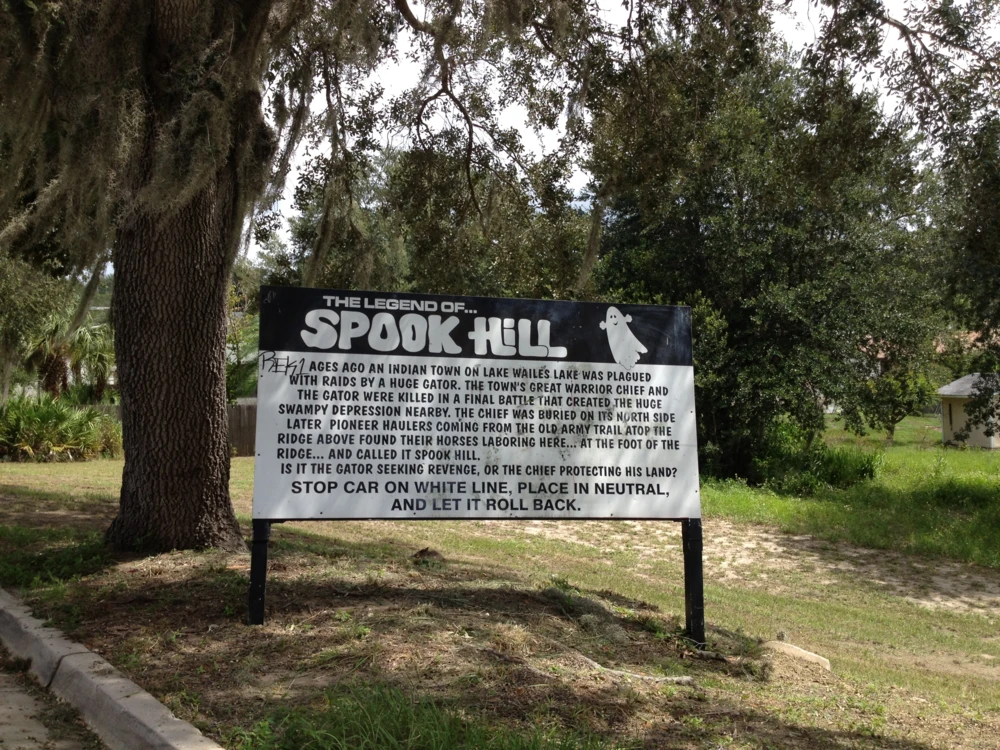 THE LEGEND OF...
SPOOK HILL
AGES AGO AN INDIAN TOWN ON LAKE WAILES LAKE WAS PLAGUED
WITH RAIDS BY A HUGE GATOR. THE TOWN'S GREAT WARRIOR CHIEF AND
THE GATOR WERE KILLED IN A FINAL BATTLE THAT CREATED THE HUGE
SWAMPY DEPRESSION NEARBY. THE CHIEF WAS BURIED ON ITS NORTH SIDE
LATER PIONEER HAULERS COMING FROM THE OLD ARMY TRAIL ATOP THE
RIDGE ABOVE FOUND THEIR HORSES LABORING HERE... AT THE FOOT OF THE
RIDGE... AND CALLED IT SPOOK HILL.
IS IT THE GATOR SEEKING REVENGE, OR THE CHIEF PROTECTING HIS LAND?
STOP CAR ON WHITE LINE, PLACE IN NEUTRAL,
AND LET IT ROLL BACK.